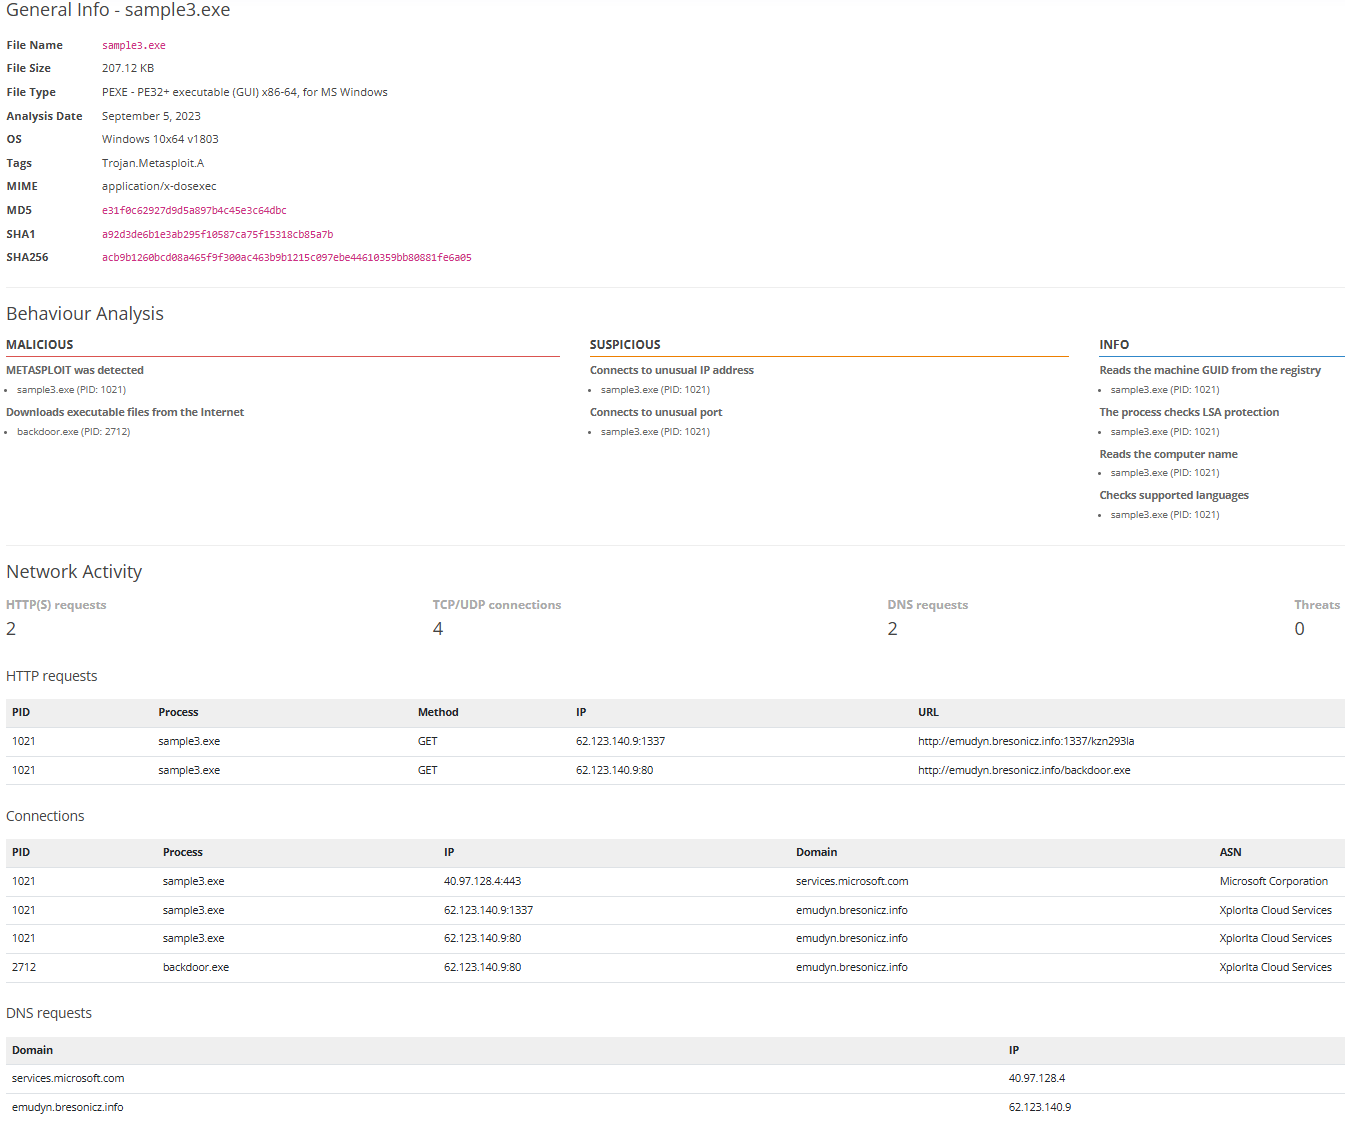 General Info - sample3.exe
File Name sample3.exe
File Size 207.12 KB
File Type PEXE - PE32+ executable (GUI) x86-64, for MS Windows
Analysis Date September 5, 2023
OS Windows 10x64 v1803
Tags Trojan.Metasploit.A
MIME application/x-dosexec
MD5 e31f0c62927d9d5a897b4c45e3c64dbc
SHA1 a92d3de6b1e3ab295f10587ca75f15318cb85a7b
SHA256 acb9b1260bcd08a465f9f300ac463b9b1215c097ebe44610359bb80881fe6a05
Behaviour Analysis
MALICIOUS
METASPLOIT was detected
• sample3.exe (PID: 1021)
Downloads executable files from the Internet
• backdoor.exe (PID: 2712)
SUSPICIOUS
Connects to unusual IP address
• sample3.exe (PID: 1021)
Connects to unusual port
• sample3.exe (PID: 1021)
INFO
Reads the machine GUID from the registry
• sample3.exe (PID: 1021)
The process checks LSA protection
• sample3.exe (PID: 1021)
Reads the computer name
• sample3.exe (PID: 1021)
Checks supported languages
• sample3.exe (PID: 1021)
Network Activity
HTTP(S) requests TCP/UDP connections DNS requests Threats
2 4 2 0
HTTP requests
PID Process Method IP URL
1021 sample3.exe GET 62.123.140.9:1337 http://emudyn.bresonicz.info:1337/kzn293la
1021 sample3.exe GET 62.123.140.9:80 http://emudyn.bresonicz.info/backdoor.exe
Connections
PID Process IP Domain ASN
1021 sample3.exe 40.97.128.4:443 services.microsoft.com Microsoft Corporation
1021 sample3.exe 62.123.140.9:1337 emudyn.bresonicz.info Xplorlta Cloud Services
1021 sample3.exe 62.123.140.9:80 emudyn.bresonicz.info Xplorlta Cloud Services
2712 backdoor.exe 62.123.140.9:80 emudyn.bresonicz.info Xplorlta Cloud Services
DNS requests
Domain IP
services.microsoft.com 40.97.128.4
emudyn.bresonicz.info 62.123.140.9